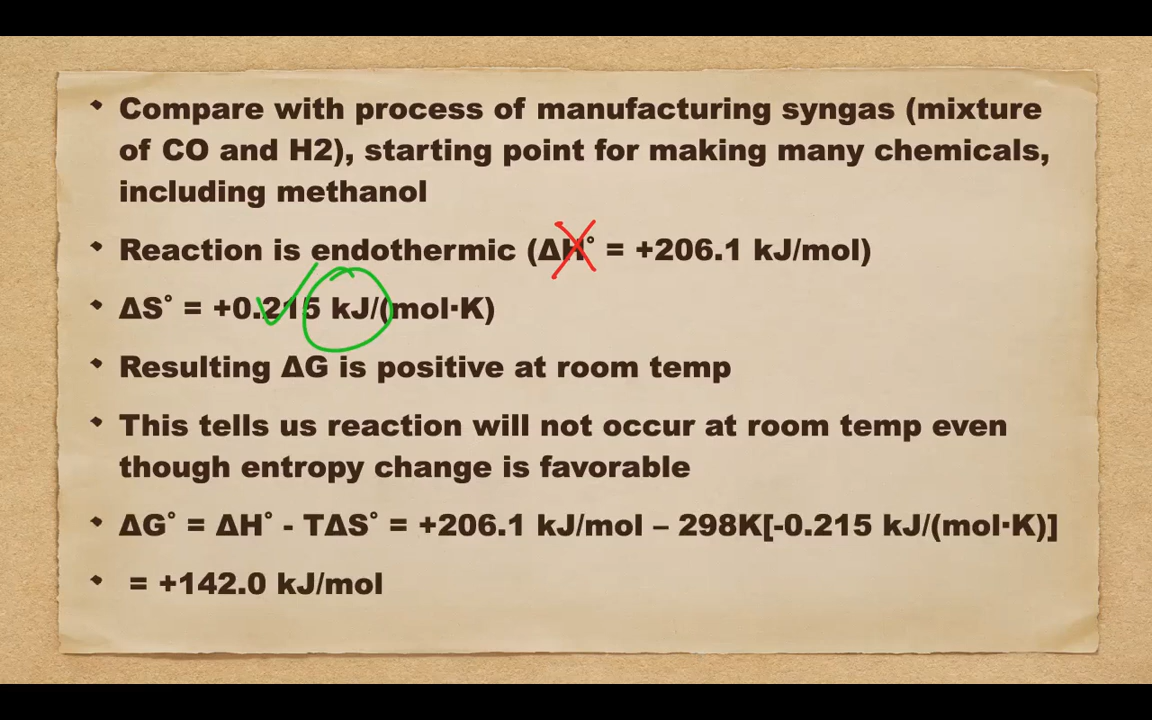 Compare with process of manufacturing syngas (mixture
of CO and H2), starting point for making many chemicals,
including methanol
Reaction is endothermic (ΔH° = +206.1 kJ/mol)
ΔS° = +0.215 kJ/(mol·K)
Resulting ΔG is positive at room temp
This tells us reaction will not occur at room temp even
though entropy change is favorable
ΔG° = ΔH° - TΔS° = +206.1 kJ/mol – 298K[-0.215 kJ/(mol·K)]
= +142.0 kJ/mol